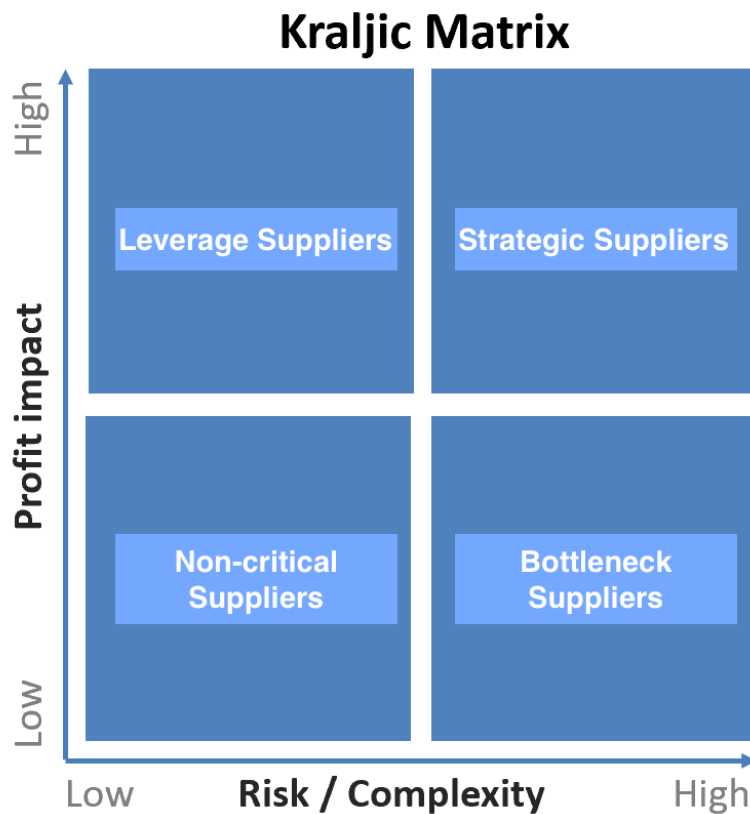 Kraljic Matrix
High
Leverage Suppliers
Strategic Suppliers
Profit impact
Non-critical
Suppliers
Bottleneck
Suppliers
Low
Low
Risk / Complexity
High